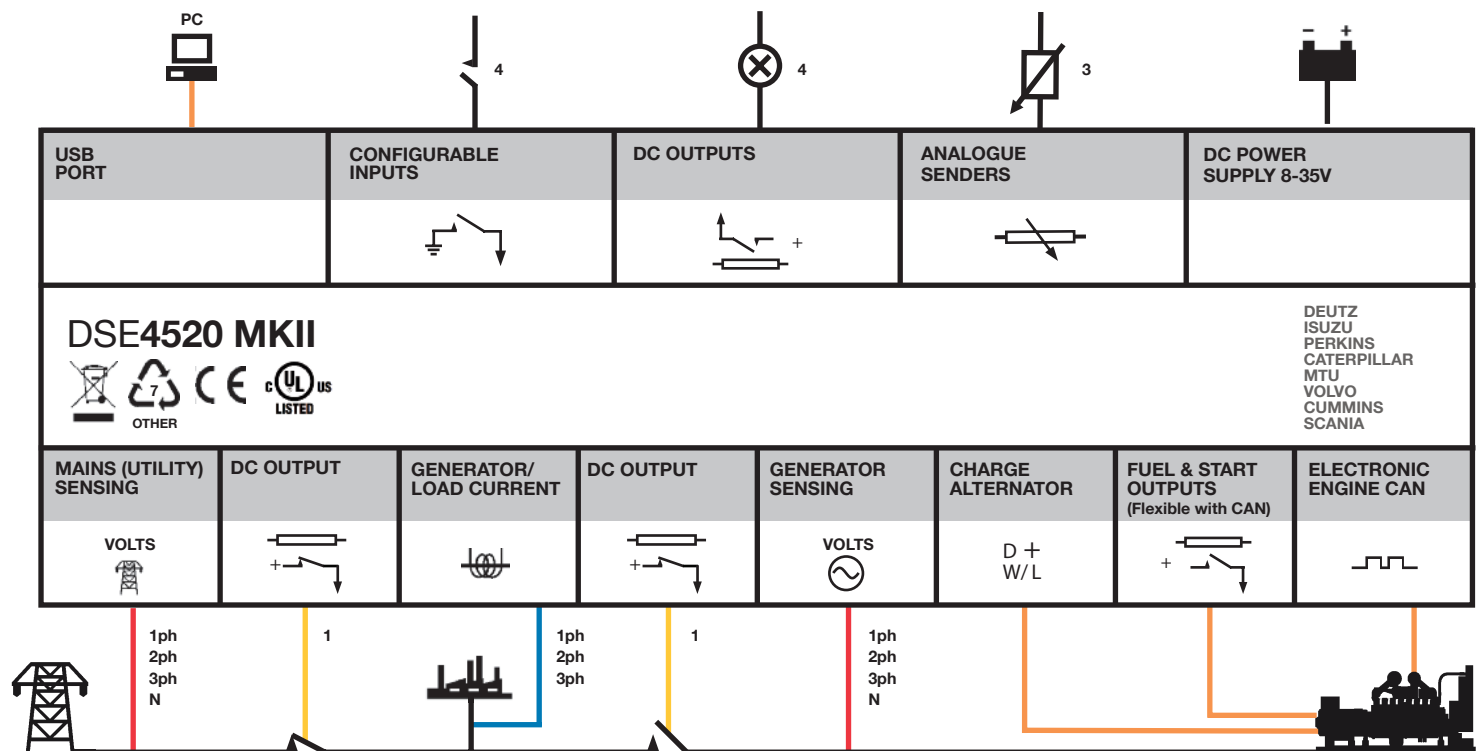 PC
4
4
3
− +
USB
PORT
CONFIGURABLE
INPUTS
DC OUTPUTS
ANALOGUE
SENDERS
DC POWER
SUPPLY 8-35V
+
DSE4520 MKII
7
OTHER
CE
c UL us
LISTED
DEUTZ
ISUZU
PERKINS
CATERPILLAR
MTU
VOLVO
CUMMINS
SCANIA
MAINS (UTILITY)
SENSING
DC OUTPUT
GENERATOR/
LOAD CURRENT
DC OUTPUT
GENERATOR
SENSING
CHARGE
ALTERNATOR
FUEL & START
OUTPUTS
(Flexible with CAN)
ELECTRONIC
ENGINE CAN
VOLTS
+
+
VOLTS
D +
W/L
+
1ph
2ph
3ph
N
1
1ph
2ph
3ph
1
1ph
2ph
3ph
N